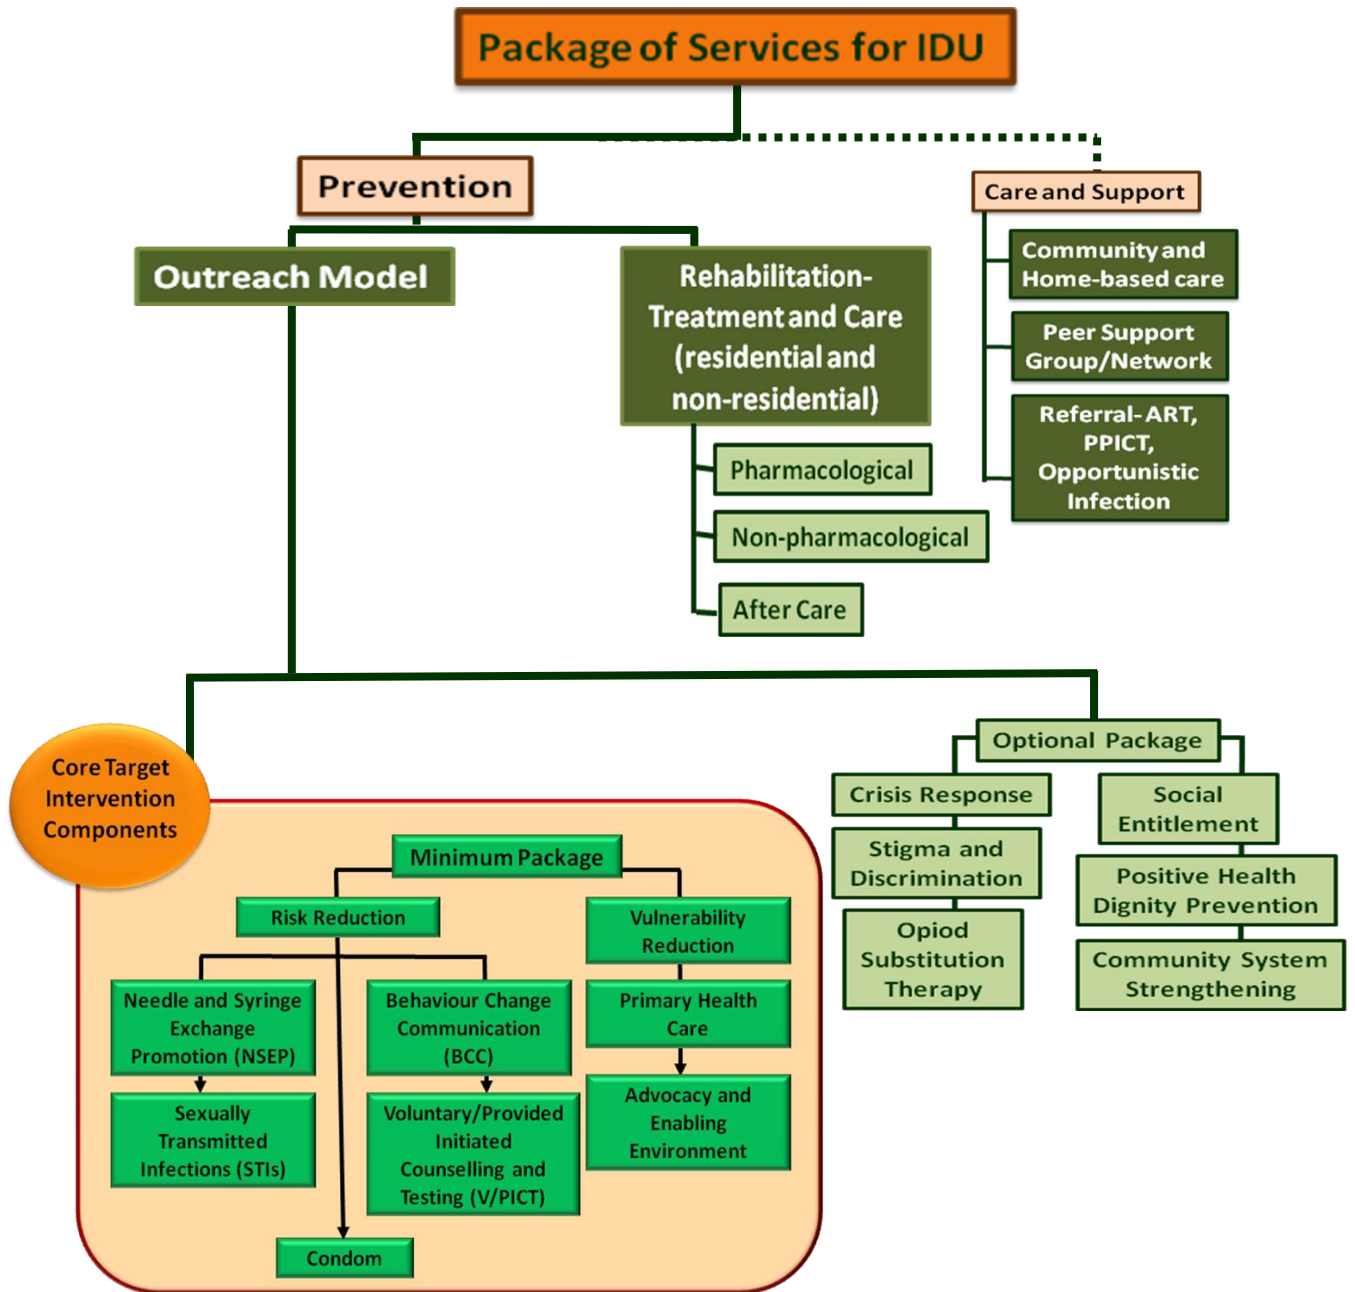 Package of Services for IDU
Prevention
Care and Support
Outreach Model
Rehabilitation-
Treatment and Care
(residential and
non-residential)
Community and
Home-based care
Peer Support
Group/Network
Referral- ART,
PPICT,
Opportunistic
Infection
Pharmacological
Non-pharmacological
After Care
Core Target
Intervention
Components
Minimum Package
Risk Reduction
Vulnerability
Reduction
Needle and Syringe
Exchange
Promotion (NSEP)
Behaviour Change
Communication
(BCC)
Primary Health
Care
Sexually
Transmitted
Infections (STIs)
Voluntary/Provided
Initiated
Counselling and
Testing (V/PICT)
Advocacy and
Enabling
Environment
Condom
Optional Package
Crisis Response
Stigma and
Discrimination
Opiod
Substitution
Therapy
Social
Entitlement
Positive Health
Dignity Prevention
Community System
Strengthening